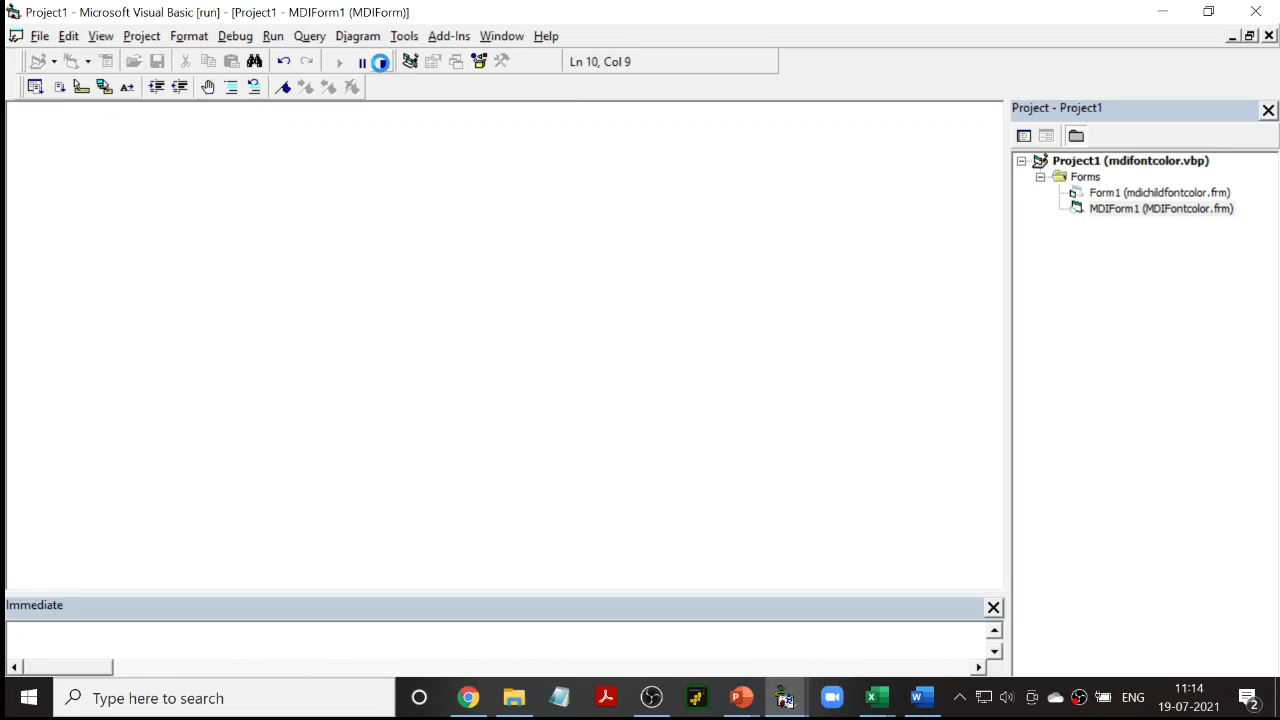 Project1 - Microsoft Visual Basic [run] - [Project1 - MDIForm1 (MDIForm)]
File Edit View Project Format Debug Run Query Diagram Tools Add-Ins Window Help
Ln 10, Col 9
Project - Project1
Project1 (mdifontcolor.vbp)
Forms
Form1 (mdichildfontcolor.frm)
MDIForm1 (MDIFontcolor.frm)
Immediate
Type here to search
ENG
11:14
19-07-2021
2